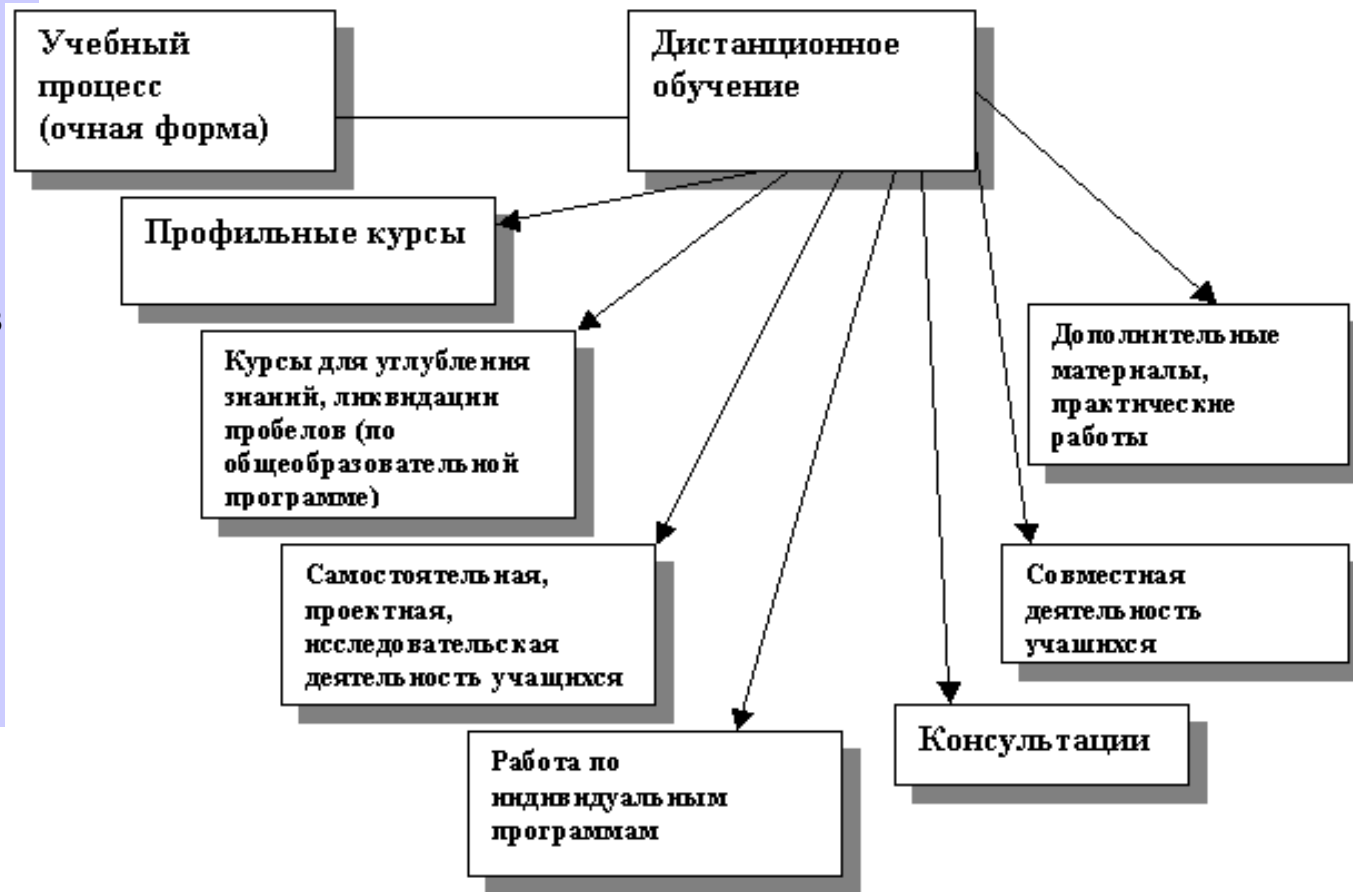 Учебный
процесс
(очная форма)
Дистанционное
обучение
Профильные курсы
Курсы для углубления
знаний, ликвидации
пробелов (по
общеобразовательной
программе)
Дополнительные
материалы,
практические
работы
Самостоятельная,
проектная,
исследовательская
деятельность учащихся
Совместная
деятельность
учашихся
Консультации
Работа по
индивидуальным
программам